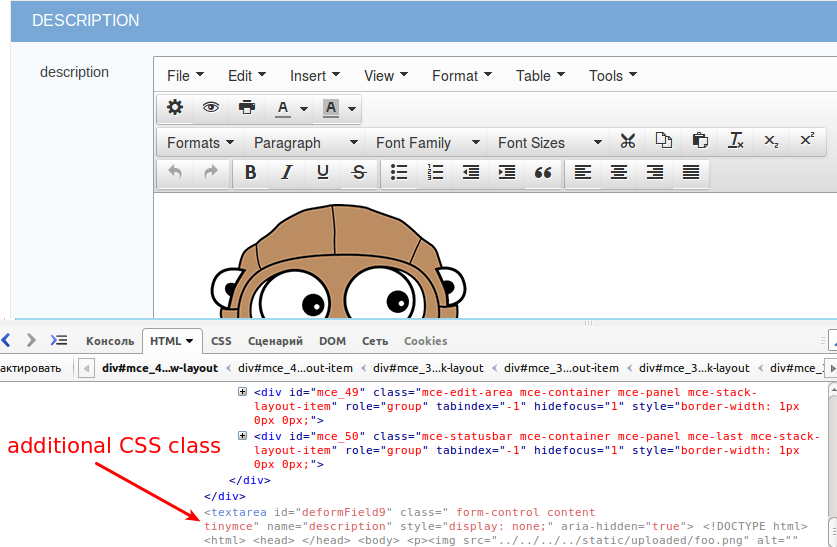 DESCRIPTION
description
File Edit Insert View Format Table Tools
A A
Formats Paragraph Font Family Font Sizes
B I U S
Консоль HTML CSS Сценарий DOM Сеть Cookies
актировать div#mce_4...w-layout div#mce_4...out-item div#mce_3...k-layout div#mce_3...out-item div#mce_3...k-layout div#mce_
<div id="mce_49" class="mce-edit-area mce-container mce-panel mce-stack-
layout-item" role="group" tabindex="-1" hidefocus="1" style="border-width: 1px
0px 0px;">
<div id="mce_50" class="mce-statusbar mce-container mce-panel mce-last mce-stack-
layout-item" role="group" tabindex="-1" hidefocus="1" style="border-width: 1px
0px 0px;">
</div>
</div>
additional CSS class
<textarea id="deformField9" class=" form-control content
tinymce" name="description" style="display: none;" aria-hidden="true"> <!DOCTYPE html>
<html> <head> </head> <body> <p><img src="../../../../static/uploaded/foo.png" alt=""